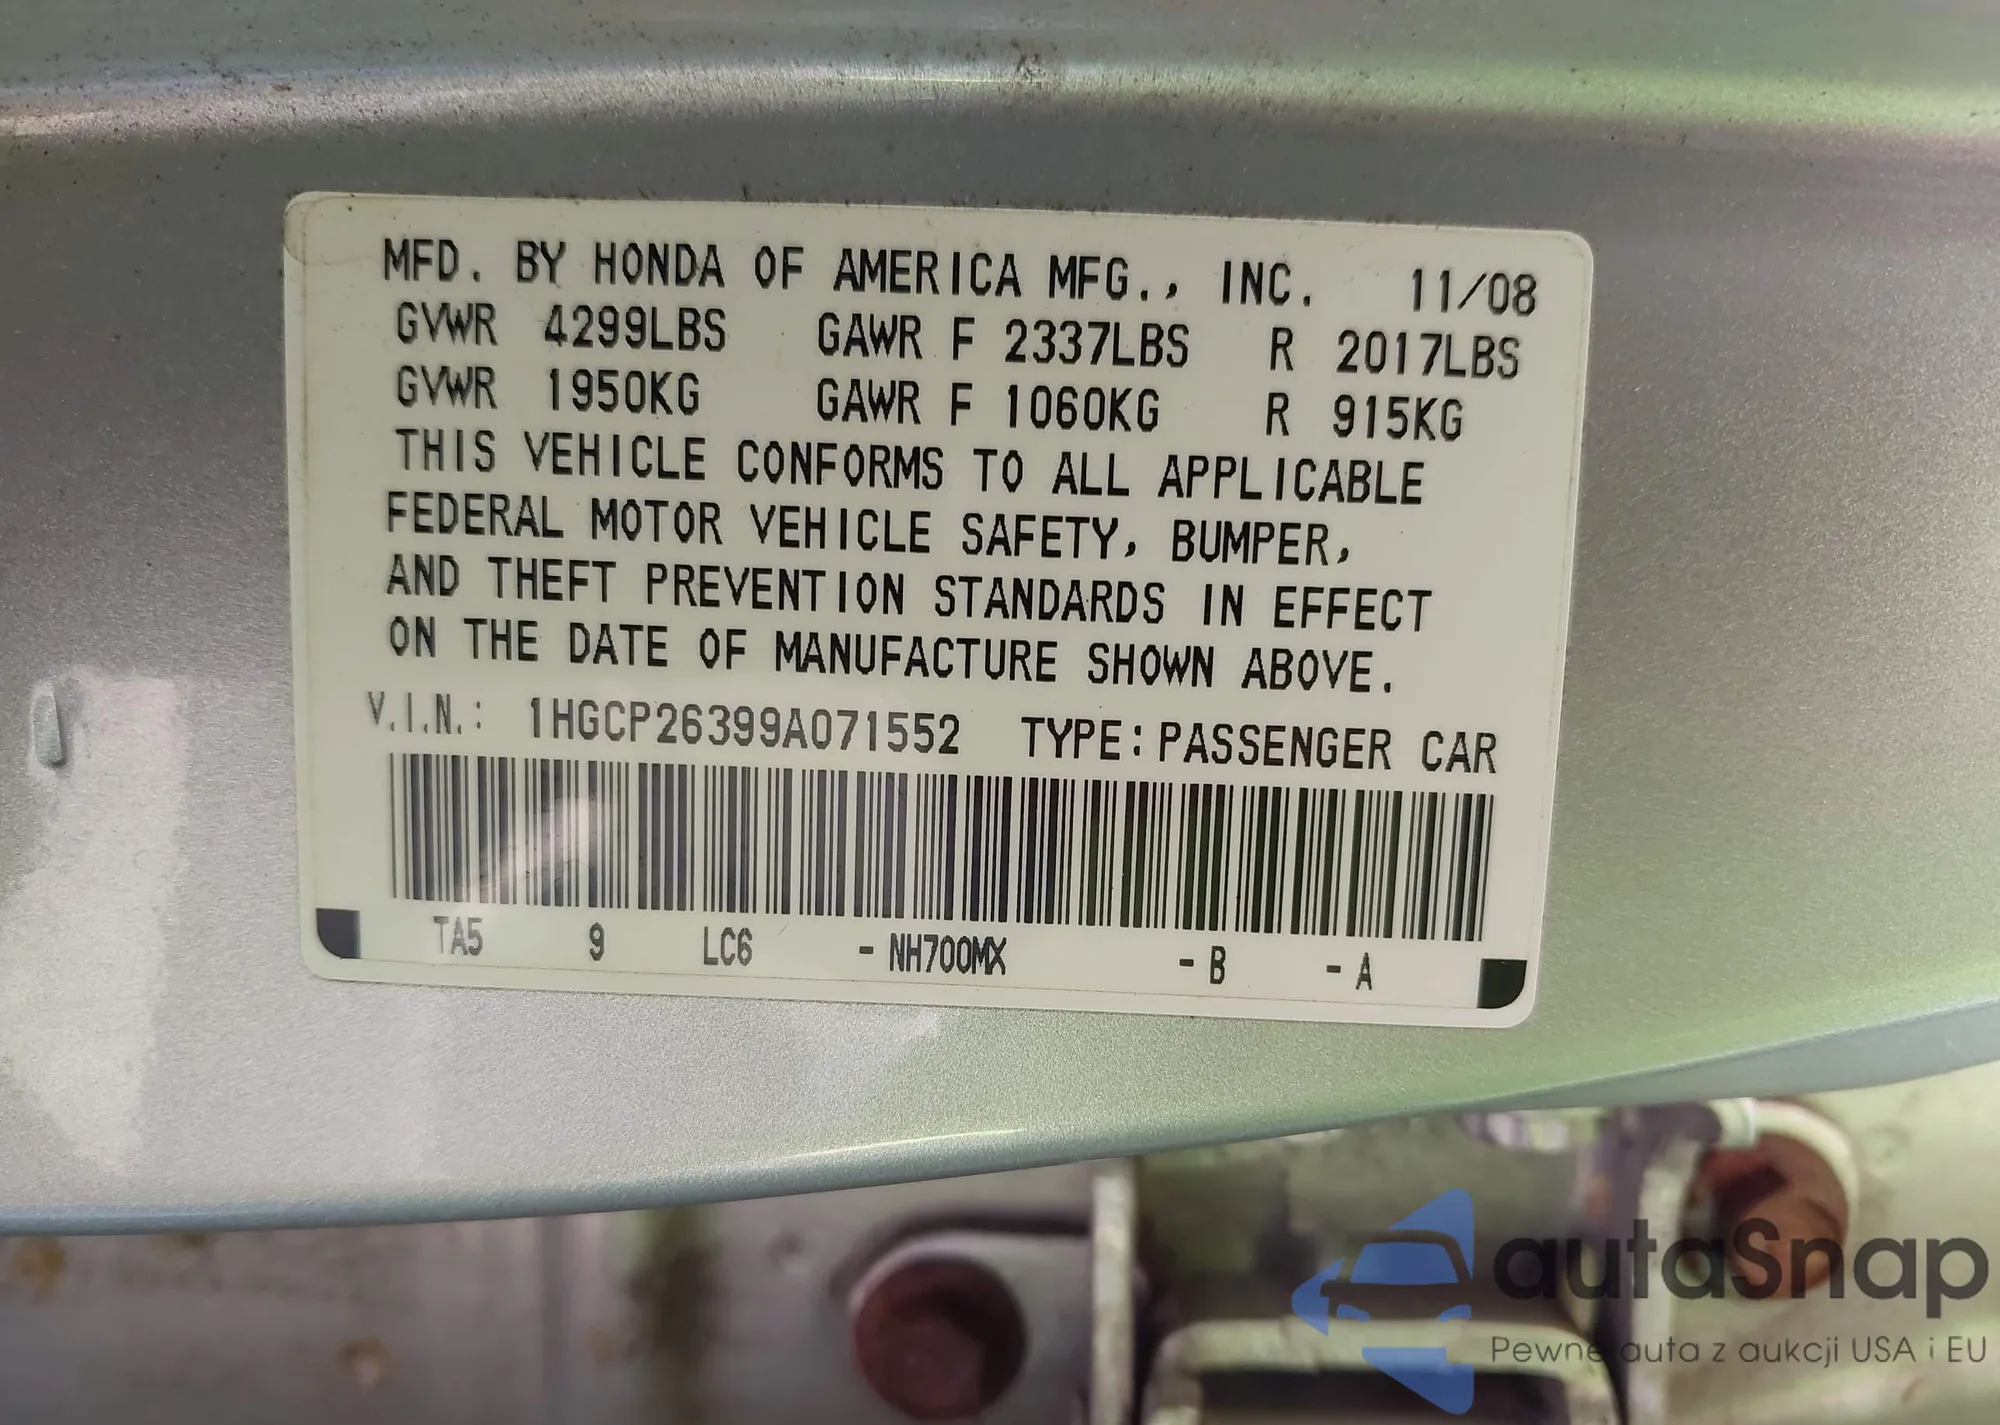 MFD. BY HONDA OF AMERICA MFG., INC. 11/08
GVWR 4299LBS GAWR F 2337LBS R 2017LBS
GVWR 1950KG GAWR F 1060KG R 915KG
THIS VEHICLE CONFORMS TO ALL APPLICABLE
FEDERAL MOTOR VEHICLE SAFETY, BUMPER,
AND THEFT PREVENTION STANDARDS IN EFFECT
ON THE DATE OF MANUFACTURE SHOWN ABOVE.
V.I.N.: 1HGCP26399A071552 TYPE: PASSENGER CAR
TA5 9 LC6 - NH700MX - B - A
autaSnap
Pewne auta z aukcji USA i EU